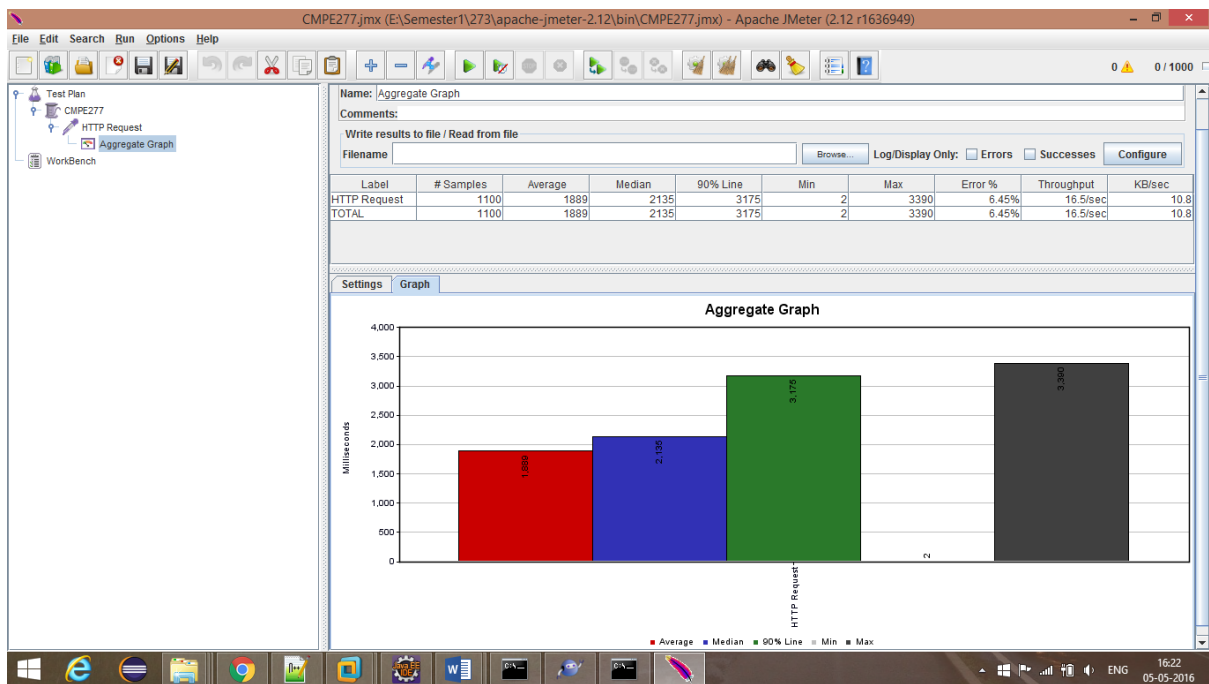 CMPE277.jmx (E:\Semester1\273\apache-jmeter-2.12\bin\CMPE277.jmx) - Apache JMeter (2.12 r1636949)
File Edit Search Run Options Help
0 0 / 1000
Test Plan
CMPE277
HTTP Request
Aggregate Graph
WorkBench
Name: Aggregate Graph
Comments:
Write results to file / Read from file
Filename Browse... Log/Display Only: Errors Successes Configure
Label # Samples Average Median 90% Line Min Max Error % Throughput KB/sec
HTTP Request 1100 1889 2135 3175 2 3390 6.45% 16.5/sec 10.8
TOTAL 1100 1889 2135 3175 2 3390 6.45% 16.5/sec 10.8
Settings Graph
Aggregate Graph
4,000
3,500
3,000
2,500
2,000
1,500
1,000
500
0
Milliseconds
1,889
2,135
3,175
2
3,390
HTTP Request
Average Median 90% Line Min Max
ENG 16:22
05-05-2016